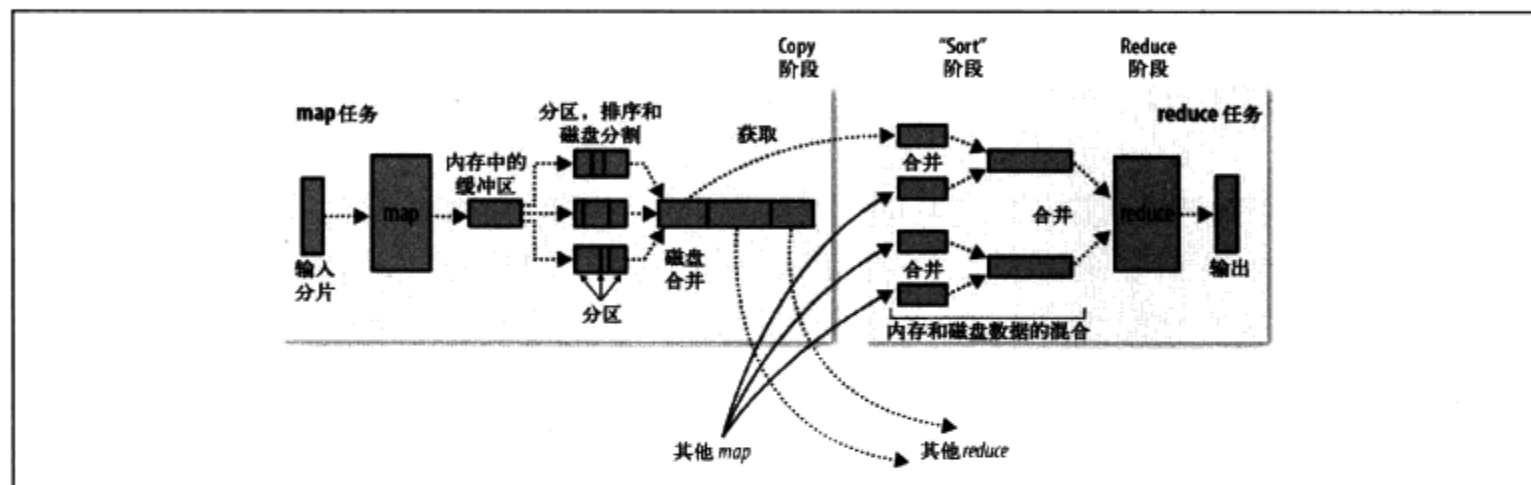 Copy
阶段
"Sort"
阶段
Reduce
阶段
map 任务
分区，排序和
磁盘分割
获取
reduce 任务
内存中的
缓冲区
合并
map
合并
reduce
输入
分片
磁盘
合并
合并
输出
分区
内存和磁盘数据的混合
其他 map
其他 reduce